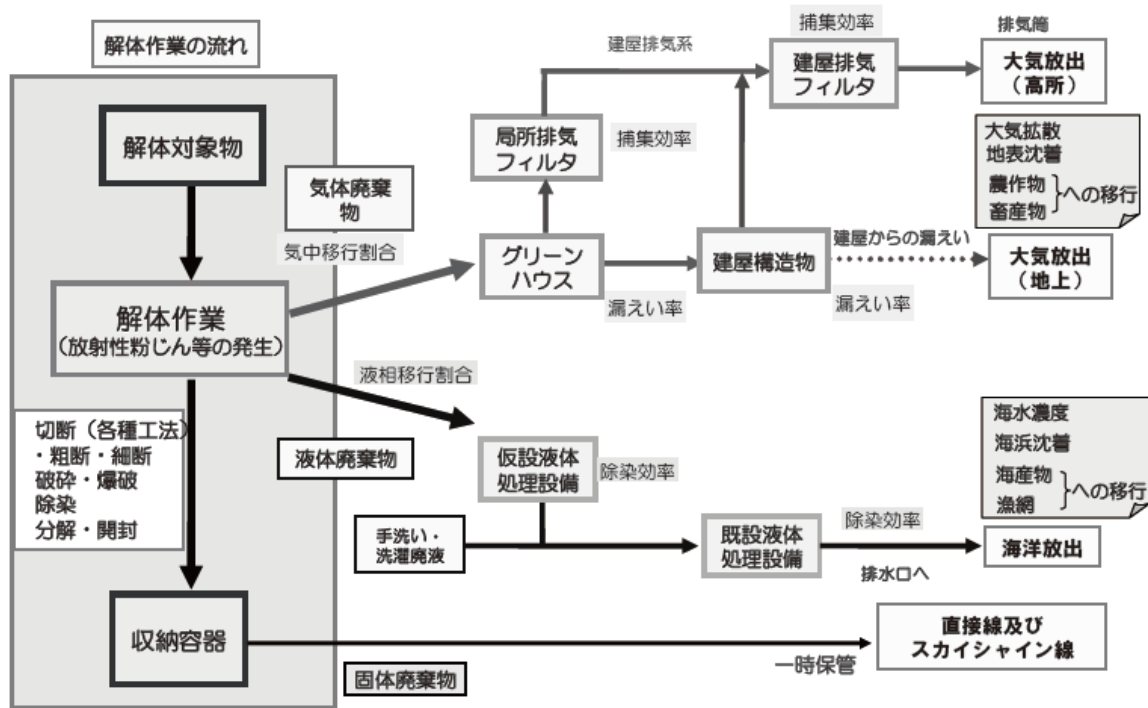 解体作業の流れ
解体対象物
解体作業
(放射性粉じん等の発生)
切断(各種工法)
・粗断・細断
破砕・爆破
除染
分解・開封
収納容器
気体廃棄
物
気中移行割合
グリーン
ハウス
漏えい率
局所排気
フィルタ
捕集効率
建屋排気系
建屋構造物
漏えい率
建屋からの漏えい
捕集効率
建屋排気
フィルタ
排気筒
大気放出
(高所)
大気拡散
地表沈着
農作物
畜産物
への移行
大気放出
(地上)
液相移行割合
液体廃棄物
仮設液体
処理設備
除染効率
手洗い・
洗濯廃液
既設液体
処理設備
除染効率
排水口へ
海水濃度
海浜沈着
海産物
漁網
への移行
海洋放出
固体廃棄物
一時保管
直接線及び
スカイシャイン線